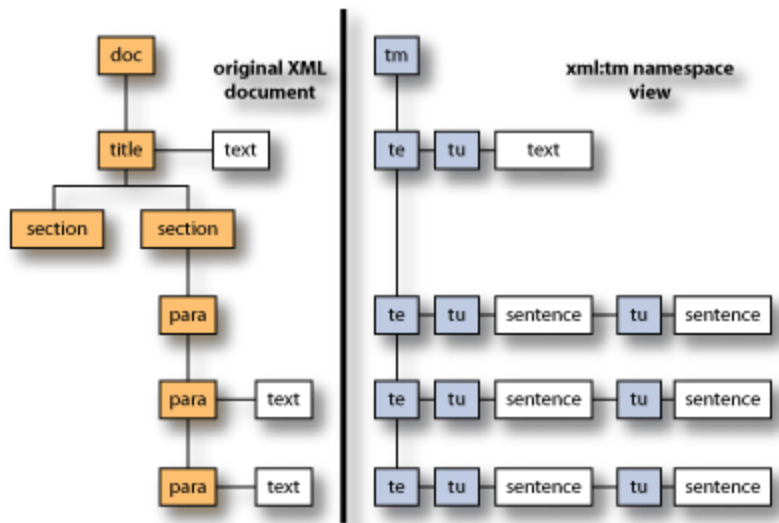 doc
original XML
document
title
text
section
section
para
para
text
para
text
tm
xml:tm namespace
view
te
tu
text
te
tu
sentence
tu
sentence
te
tu
sentence
tu
sentence
te
tu
sentence
tu
sentence